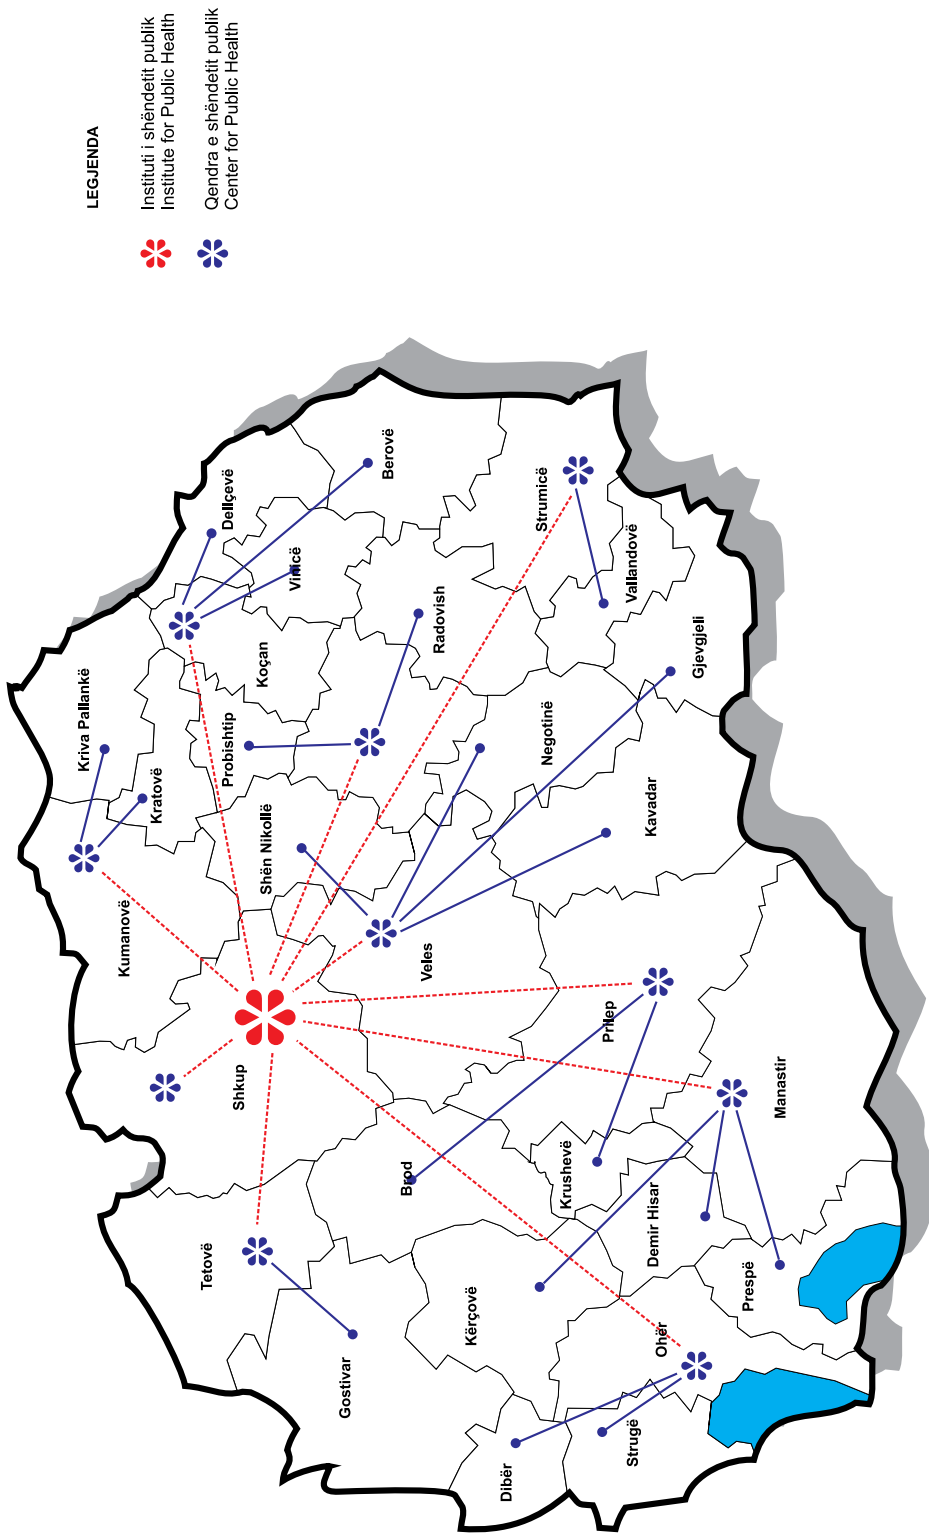 LEGJENDA
Instituti i shëndetit publik
Institute for Public Health
Qendra e shëndetit publik
Center for Public Health
Kriva Pallankë
Kratovë
Kumanovë
Shkup
Tetovë
Gostivar
Dellçevë
Berovë
Vinicë
Koçan
Probishtip
Shën Nikollë
Radovish
Strumicë
Vallandovë
Gjevgjeli
Negotinë
Kavadar
Veles
Prilep
Brod
Krushevë
Manastir
Demir Hisar
Prespë
Kërçovë
Ohër
Strugë
Dibër